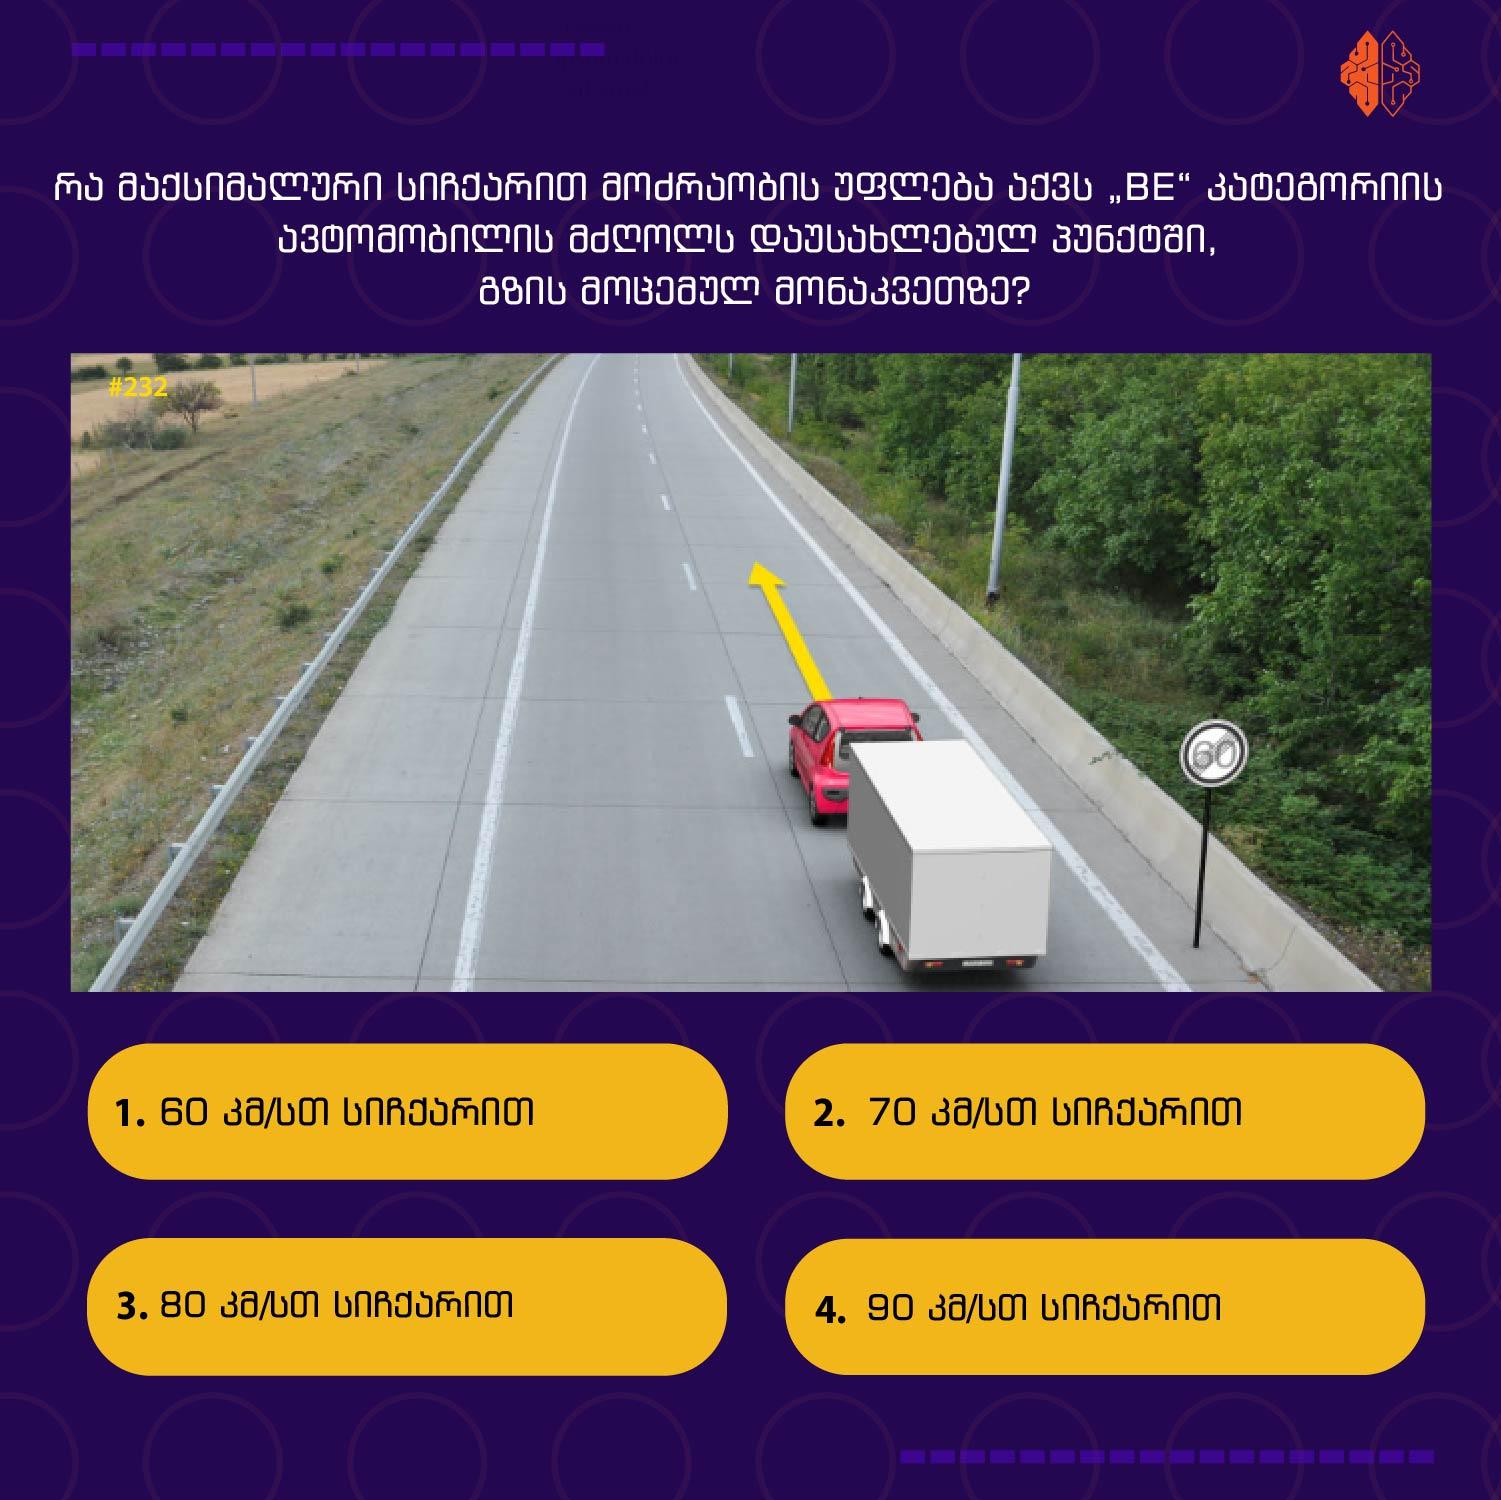 რა მაქსიმალური სიჩქარით მოძრაობის უფლება აქვს „BE“ კატეგორიის
ავტომობილის მძღოლს დაუსახლებულ პუნქტში,
გზის მოცემულ მონაკვეთზე?
#232
60
1. 60 კმ/სთ სიჩქარით
2. 70 კმ/სთ სიჩქარით
3. 80 კმ/სთ სიჩქარით
4. 90 კმ/სთ სიჩქარით